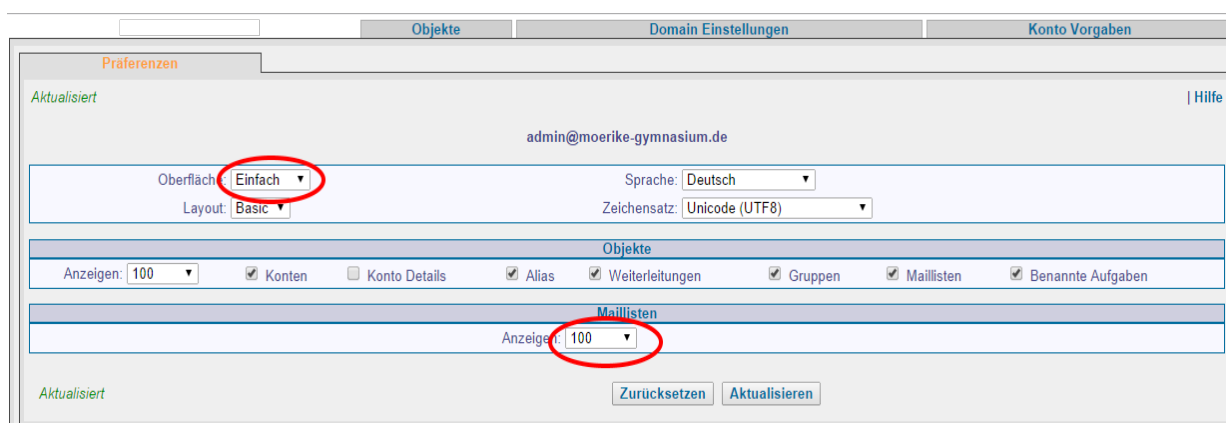 Objekte Domain Einstellungen Konto Vorgaben
Präferenzen
Aktualisiert | Hilfe
admin@moerike-gymnasium.de
Oberfläche: Einfach Sprache: Deutsch
Layout: Basic Zeichensatz: Unicode (UTF8)
Objekte
Anzeigen: 100 Konten Konto Details Alias Weiterleitungen Gruppen Maillisten Benannte Aufgaben
Maillisten
Anzeigen: 100
Aktualisiert Zurücksetzen Aktualisieren